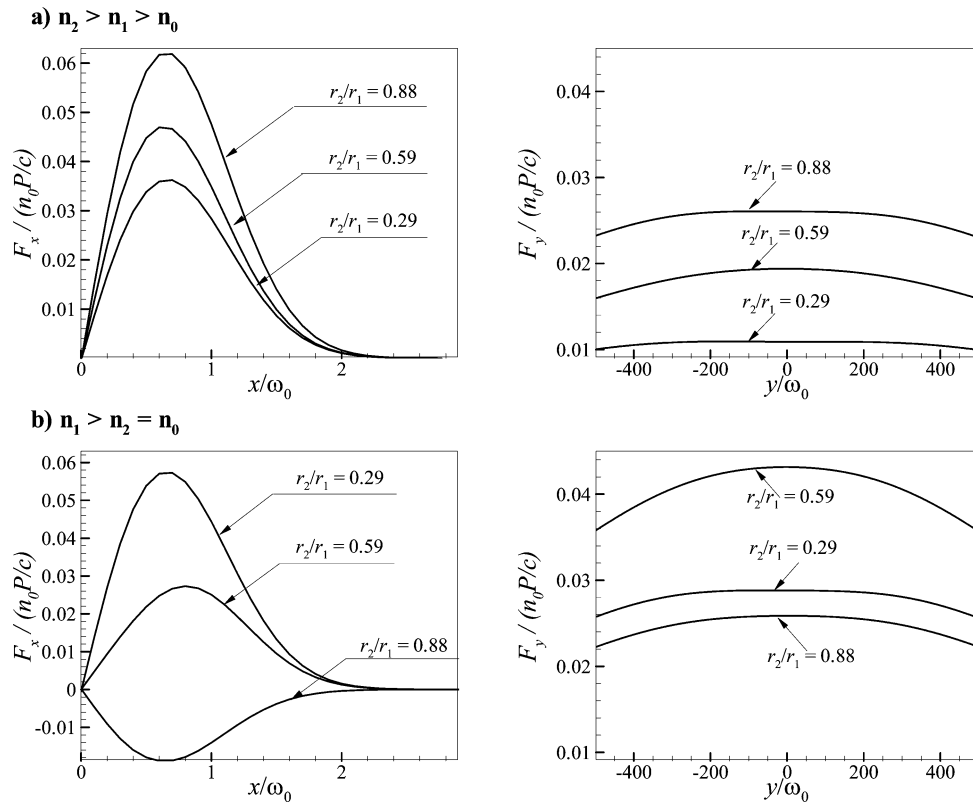 a) n₂ > n₁ > n₀
0.06
0.05
0.04
0.03
0.02
0.01
Fₓ / (n₀P/c)
r₂/r₁ = 0.88
r₂/r₁ = 0.59
r₂/r₁ = 0.29
0 1 2
x/ω₀
0.04
0.03
0.02
0.01
F_y / (n₀P/c)
r₂/r₁ = 0.88
r₂/r₁ = 0.59
r₂/r₁ = 0.29
-400 -200 0 200 400
y/ω₀
b) n₁ > n₂ = n₀
0.06
0.05
0.04
0.03
0.02
0.01
0
-0.01
Fₓ / (n₀P/c)
r₂/r₁ = 0.29
r₂/r₁ = 0.59
r₂/r₁ = 0.88
0 1 2
x/ω₀
0.04
0.03
0.02
0.01
F_y / (n₀P/c)
r₂/r₁ = 0.59
r₂/r₁ = 0.29
r₂/r₁ = 0.88
-400 -200 0 200 400
y/ω₀